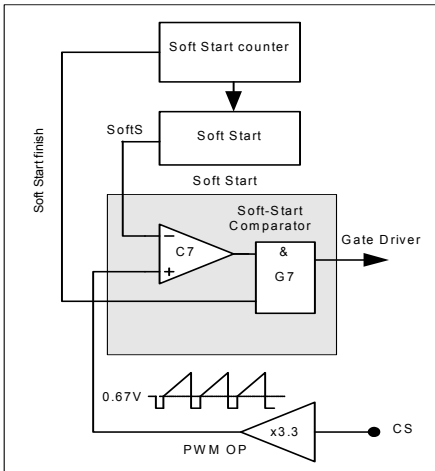 Soft Start counter
Soft Start
SoftS
Soft Start finish
Soft Start
Soft-Start
Comparator
C7
−
+
&
G7
Gate Driver
0.67V
x3.3
CS
PWM OP